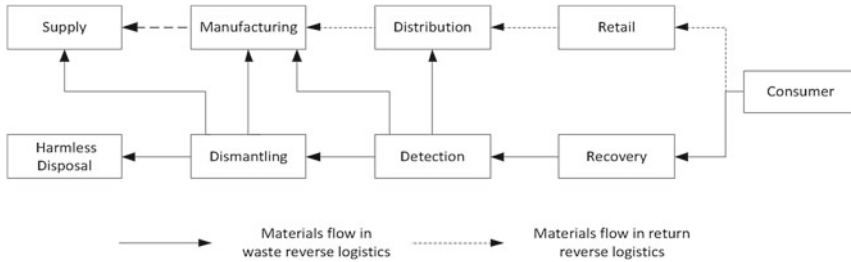 Supply
Manufacturing
Distribution
Retail
Consumer
Harmless
Disposal
Dismantling
Detection
Recovery
Materials flow in
waste reverse logistics
Materials flow in return
reverse logistics